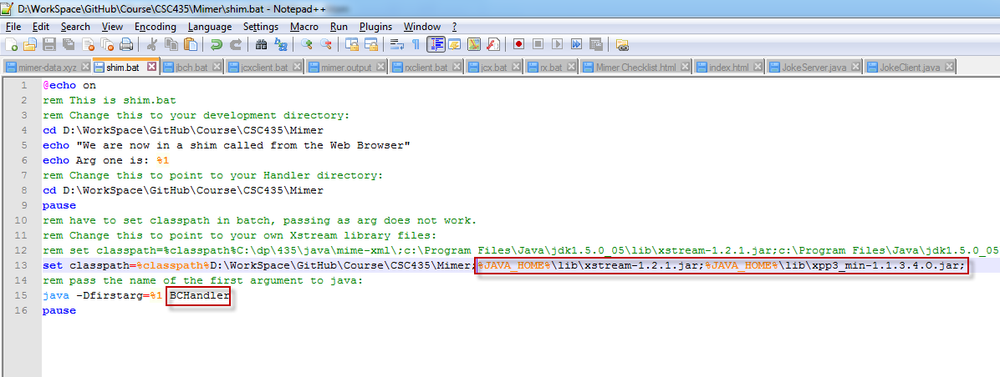 D:\WorkSpace\GitHub\Course\CSC435\Mimer\shim.bat - Notepad++
File Edit Search View Encoding Language Settings Macro Run Plugins Window ?
mimer-data.xyz shim.bat jbch.bat jcxclient.bat mimer.output rxclient.bat jcx.bat rx.bat Mimer Checklist.html index.html JokeServer.java JokeClient.java
1 @echo on
2 rem This is shim.bat
3 rem Change this to your development directory:
4 cd D:\WorkSpace\GitHub\Course\CSC435\Mimer
5 echo "We are now in a shim called from the Web Browser"
6 echo Arg one is: %1
7 rem Change this to point to your Handler directory:
8 cd D:\WorkSpace\GitHub\Course\CSC435\Mimer
9 pause
10 rem have to set classpath in batch, passing as arg does not work.
11 rem Change this to point to your own Xstream library files:
12 rem set classpath=%classpath%C:\dp\435\java\mime-xml\;c:\Program Files\Java\jdk1.5.0_05\lib\xstream-1.2.1.jar;c:\Program Files\Java\jdk1.5.0_05
13 set classpath=%classpath%D:\WorkSpace\GitHub\Course\CSC435\Mimer;%JAVA_HOME%\lib\xstream-1.2.1.jar;%JAVA_HOME%\lib\xpp3_min-1.1.3.4.O.jar;
14 rem pass the name of the first argument to java:
15 java -Dfirstarg=%1 BCHandler
16 pause